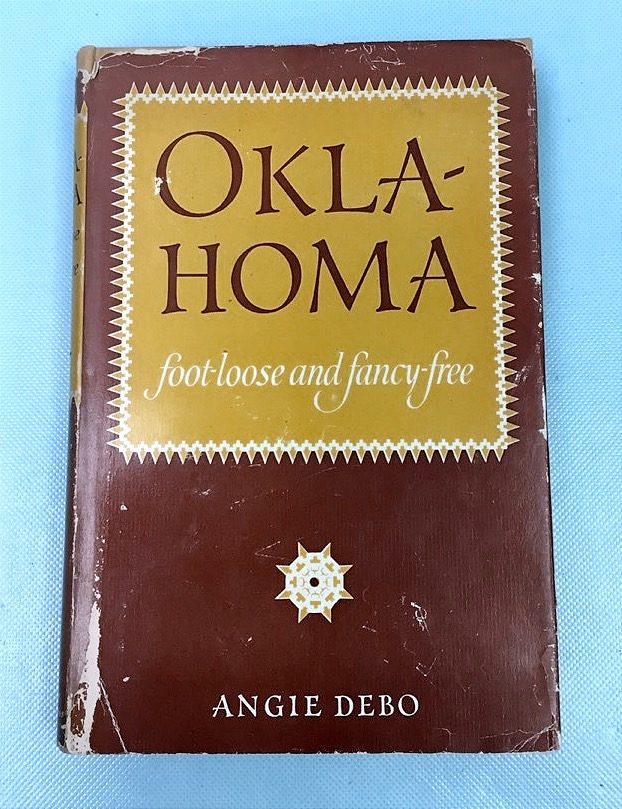 OKLA-
HOMA
foot-loose and fancy-free
ANGIE DEBO